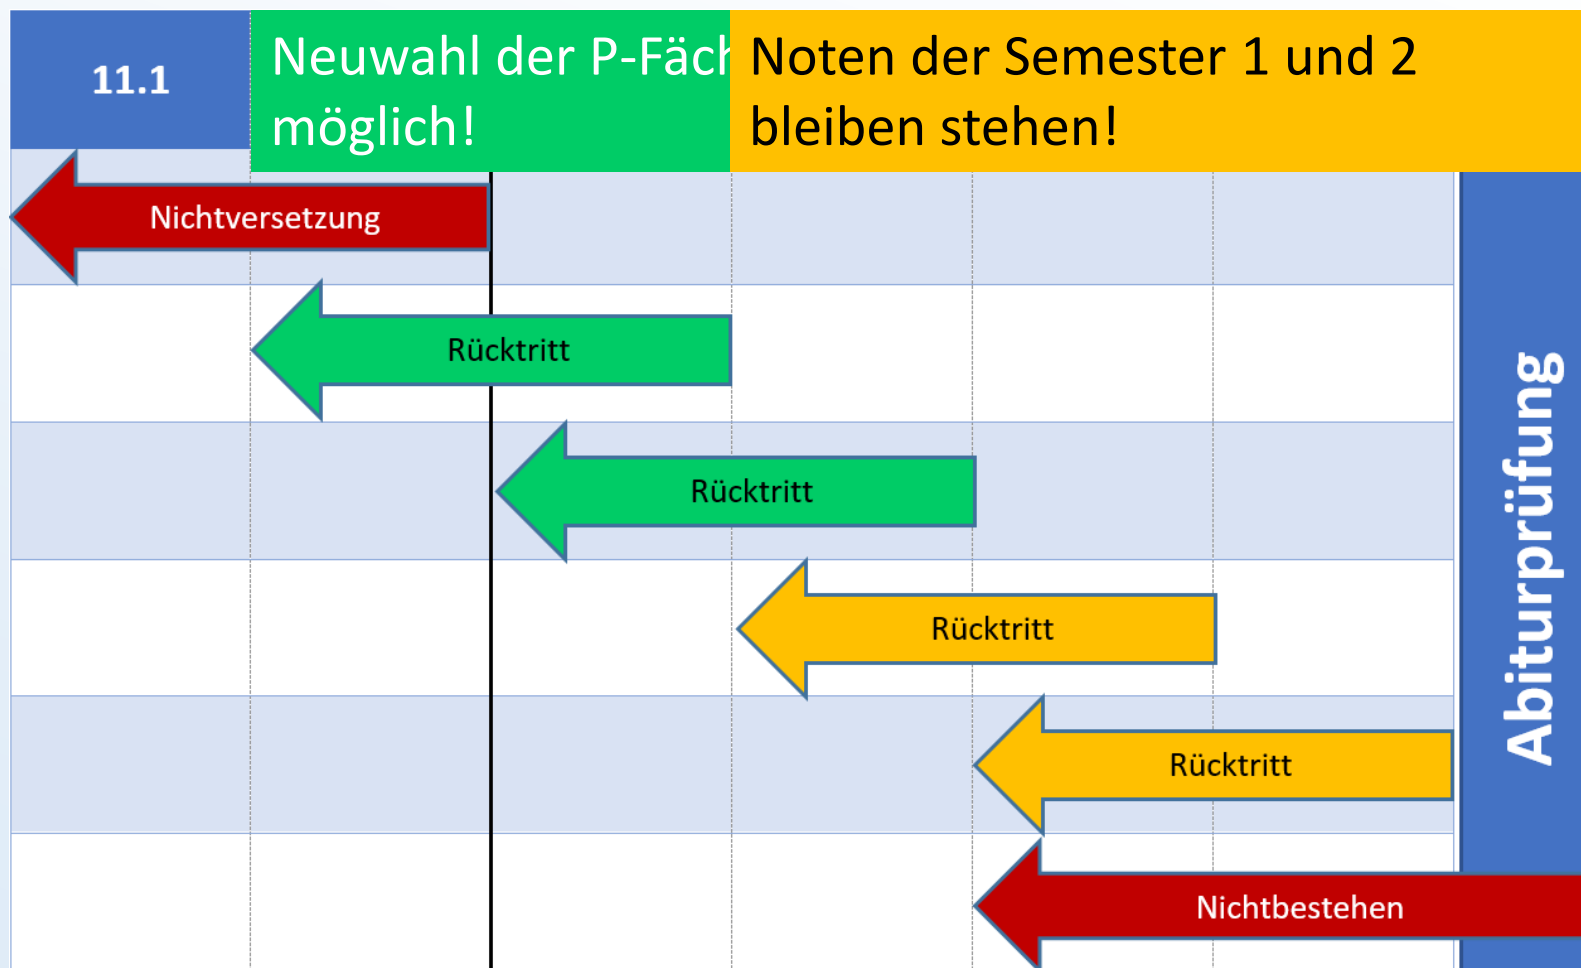 11.1
Neuwahl der P-Fäch
möglich!
Noten der Semester 1 und 2
bleiben stehen!
Nichtversetzung
Rücktritt
Rücktritt
Rücktritt
Rücktritt
Nichtbestehen
Abiturprüfung